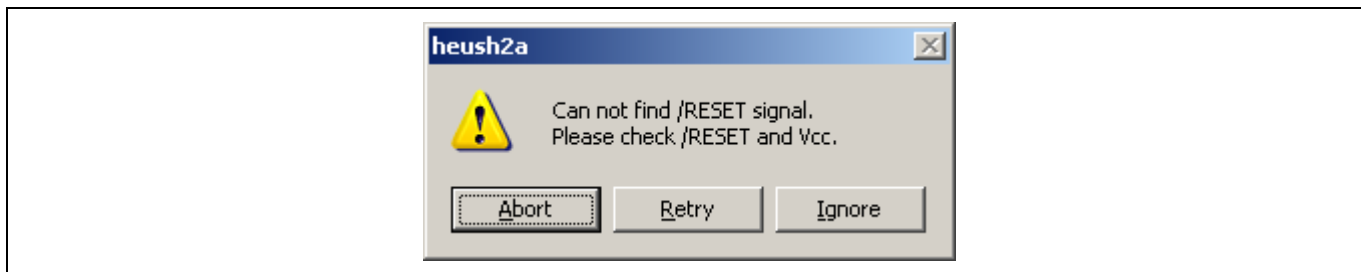 heush2a
Can not find /RESET signal.
Please check /RESET and Vcc.
Abort
Retry
Ignore